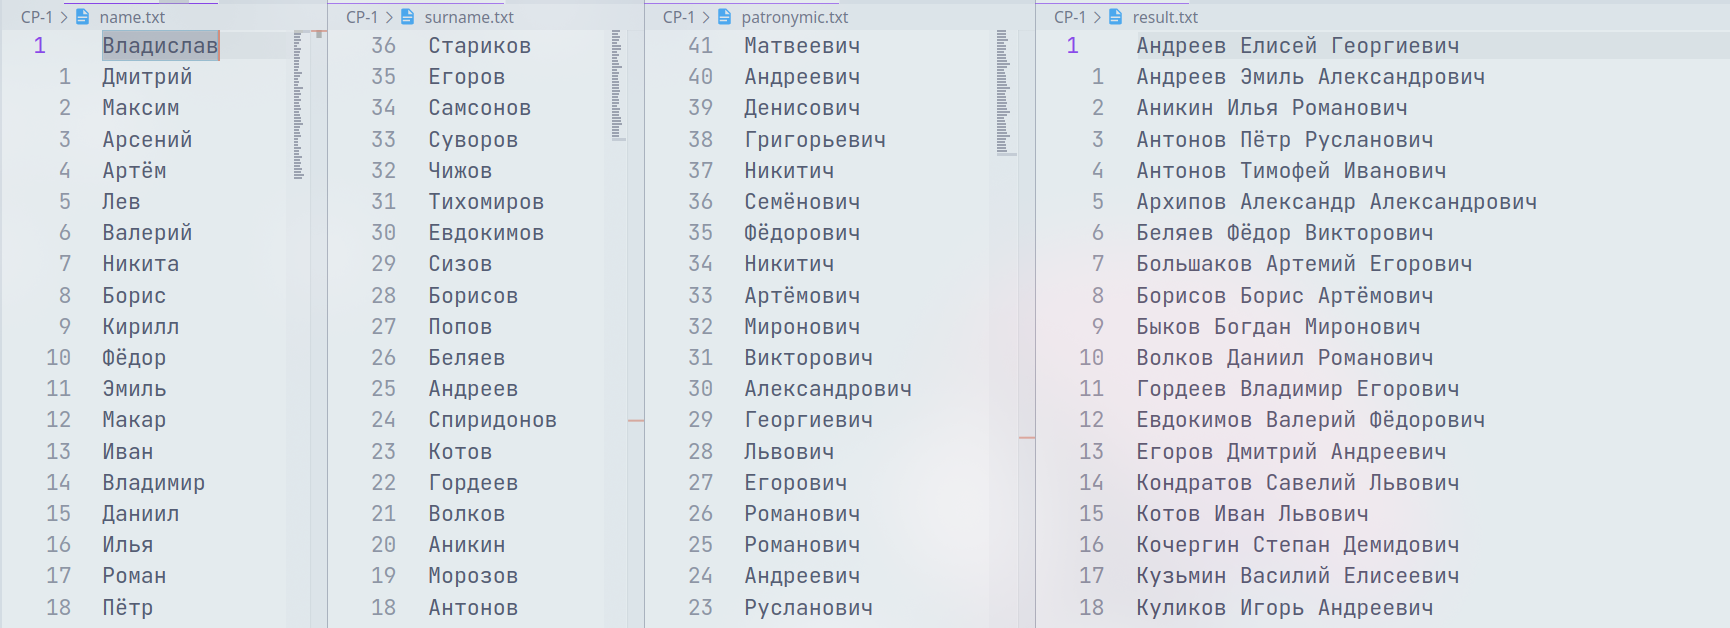 CP-1 > name.txt
1 Владислав
1 Дмитрий
2 Максим
3 Арсений
4 Артём
5 Лев
6 Валерий
7 Никита
8 Борис
9 Кирилл
10 Фёдор
11 Эмиль
12 Макар
13 Иван
14 Владимир
15 Даниил
16 Илья
17 Роман
18 Пётр
CP-1 > surname.txt
36 Стариков
35 Егоров
34 Самсонов
33 Суворов
32 Чижов
31 Тихомиров
30 Евдокимов
29 Сизов
28 Борисов
27 Попов
26 Беляев
25 Андреев
24 Спиридонов
23 Котов
22 Гордеев
21 Волков
20 Аникин
19 Морозов
18 Антонов
CP-1 > patronymic.txt
41 Матвеевич
40 Андреевич
39 Денисович
38 Григорьевич
37 Никитич
36 Семёнович
35 Фёдорович
34 Никитич
33 Артёмович
32 Миронович
31 Викторович
30 Александрович
29 Георгиевич
28 Львович
27 Егорович
26 Романович
25 Романович
24 Андреевич
23 Русланович
CP-1 > result.txt
1 Андреев Елисей Георгиевич
1 Андреев Эмиль Александрович
2 Аникин Илья Романович
3 Антонов Пётр Русланович
4 Антонов Тимофей Иванович
5 Архипов Александр Александрович
6 Беляев Фёдор Викторович
7 Большаков Артемий Егорович
8 Борисов Борис Артёмович
9 Быков Богдан Миронович
10 Волков Даниил Романович
11 Гордеев Владимир Егорович
12 Евдокимов Валерий Фёдорович
13 Егоров Дмитрий Андреевич
14 Кондратов Савелий Львович
15 Котов Иван Львович
16 Кочергин Степан Демидович
17 Кузьмин Василий Елисеевич
18 Куликов Игорь Андреевич